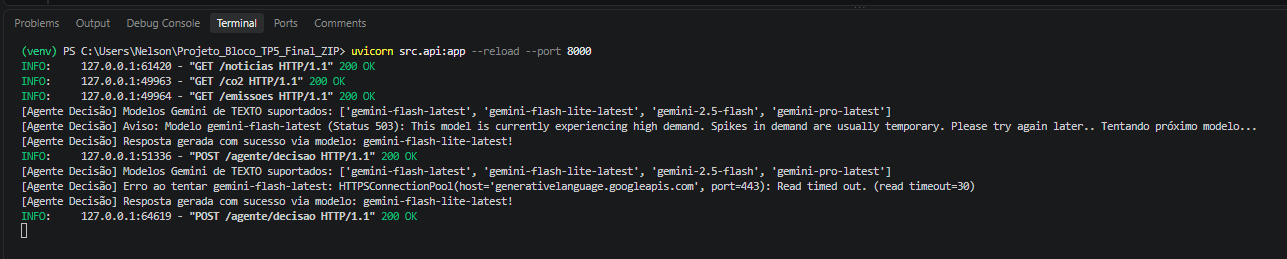 Problems Output Debug Console Terminal Ports Comments
(venv) PS C:\Users\Nelson\Projeto_Bloco_TP5_Final_ZIP> uvicorn src.api:app --reload --port 8000
INFO: 127.0.0.1:61420 - "GET /noticias HTTP/1.1" 200 OK
INFO: 127.0.0.1:49963 - "GET /co2 HTTP/1.1" 200 OK
INFO: 127.0.0.1:49964 - "GET /emissoes HTTP/1.1" 200 OK
[Agente Decisão] Modelos Gemini de TEXTO suportados: ['gemini-flash-latest', 'gemini-flash-lite-latest', 'gemini-2.5-flash', 'gemini-pro-latest']
[Agente Decisão] Aviso: Modelo gemini-flash-latest (Status 503): This model is currently experiencing high demand. Spikes in demand are usually temporary. Please try again later.. Tentando próximo modelo...
[Agente Decisão] Resposta gerada com sucesso via modelo: gemini-flash-lite-latest!
INFO: 127.0.0.1:51336 - "POST /agente/decisao HTTP/1.1" 200 OK
[Agente Decisão] Modelos Gemini de TEXTO suportados: ['gemini-flash-latest', 'gemini-flash-lite-latest', 'gemini-2.5-flash', 'gemini-pro-latest']
[Agente Decisão] Erro ao tentar gemini-flash-latest: HTTPSConnectionPool(host='generativelanguage.googleapis.com', port=443): Read timed out. (read timeout=30)
[Agente Decisão] Resposta gerada com sucesso via modelo: gemini-flash-lite-latest!
INFO: 127.0.0.1:64619 - "POST /agente/decisao HTTP/1.1" 200 OK